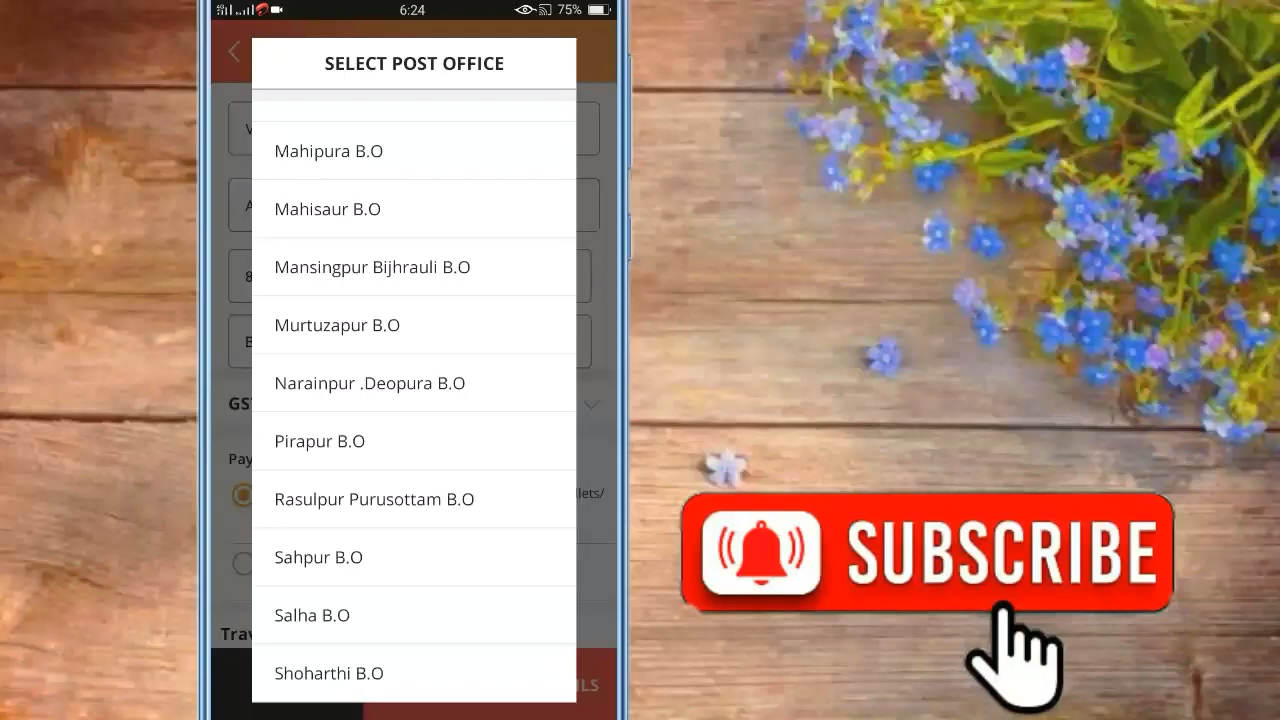 6:24
75%
SELECT POST OFFICE
Mahipura B.O
Mahisaur B.O
Mansingpur Bijhrauli B.O
Murtuzapur B.O
Narainpur .Deopura B.O
Pirapur B.O
Rasulpur Purusottam B.O
Sahpur B.O
Salha B.O
Shoharthi B.O
SUBSCRIBE